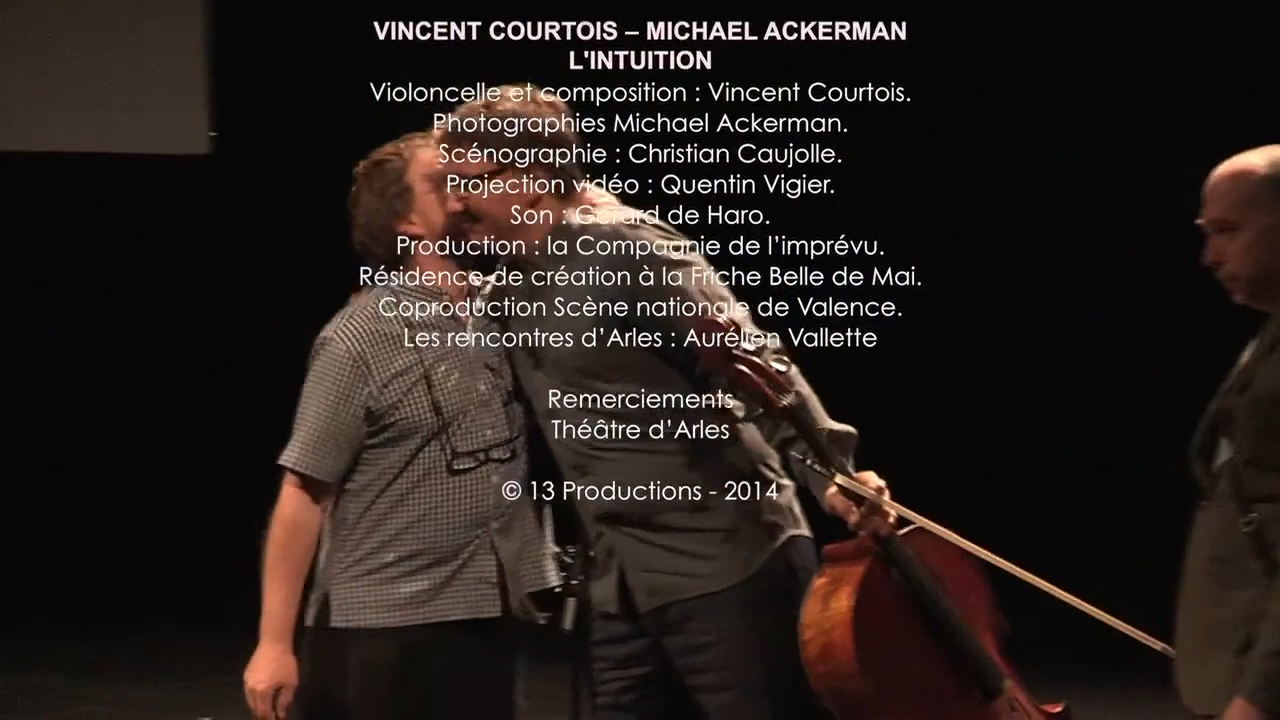 VINCENT COURTOIS – MICHAEL ACKERMAN
L'INTUITION
Violoncelle et composition : Vincent Courtois.
Photographies Michael Ackerman.
Scénographie : Christian Caujolle.
Projection vidéo : Quentin Vigier.
Son : Gérard de Haro.
Production : la Compagnie de l’imprévu.
Résidence de création à la Friche Belle de Mai.
Coproduction Scène nationale de Valence.
Les rencontres d’Arles : Aurélien Vallette
Remerciements
Théâtre d’Arles
© 13 Productions - 2014